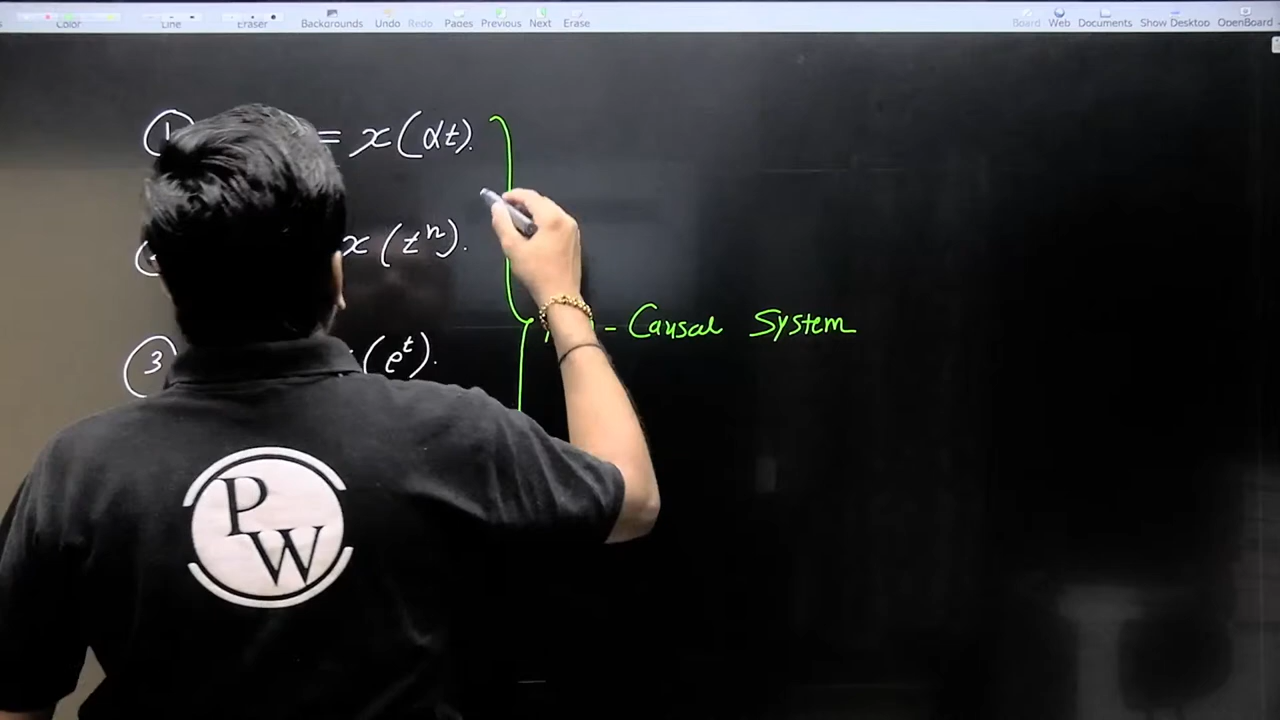 Color Line Eraser Backgrounds Undo Redo Pages Previous Next Erase Board Web Documents Show Desktop OpenBoard
① = x(αt).
x(tⁿ).
- Causal System
③ (eᵗ).
PW